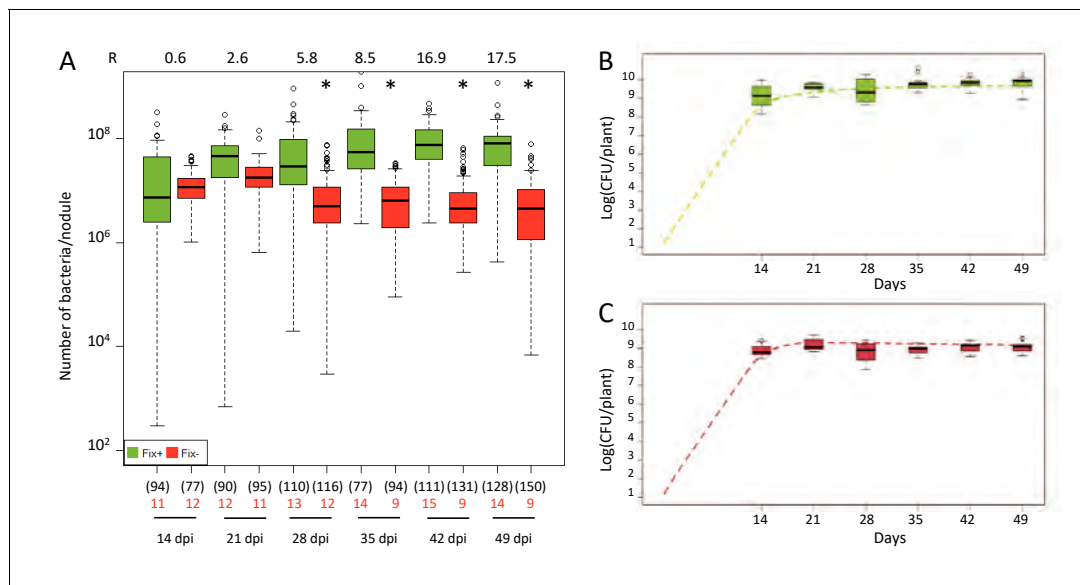 R 0.6 2.6 5.8 8.5 16.9 17.5
A
* * * *
Number of bacteria/nodule
10^8
10^6
10^4
10^2
Fix+ Fix-
(94) (77) (90) (95) (110) (116) (77) (94) (111) (131) (128) (150)
11 12 12 11 13 12 14 9 15 9 14 9
14 dpi 21 dpi 28 dpi 35 dpi 42 dpi 49 dpi
B
Log(CFU/plant)
10
9
8
7
6
5
4
3
2
1
14 21 28 35 42 49
Days
C
Log(CFU/plant)
10
9
8
7
6
5
4
3
2
1
14 21 28 35 42 49
Days